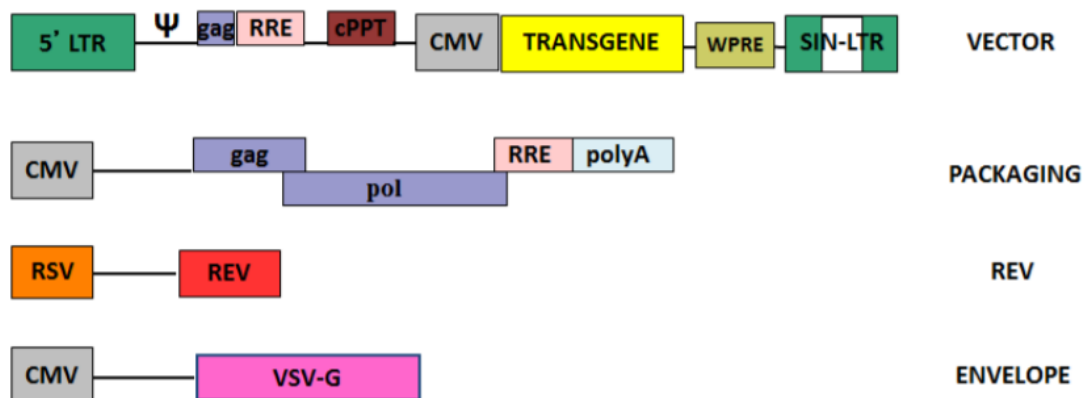 5' LTR Ψ gag RRE cPPT CMV TRANSGENE WPRE SIN-LTR VECTOR
CMV gag RRE polyA
pol PACKAGING
RSV REV REV
CMV VSV-G ENVELOPE